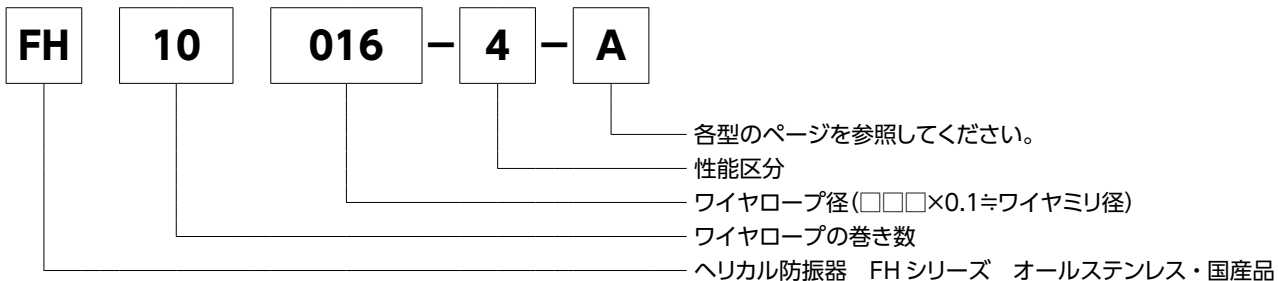 FH 10 016 - 4 - A
各型のページを参照してください。
性能区分
ワイヤロープ径(□□□×0.1≒ワイヤミリ径)
ワイヤロープの巻き数
ヘリカル防振器　FH シリーズ　オールステンレス・国産品